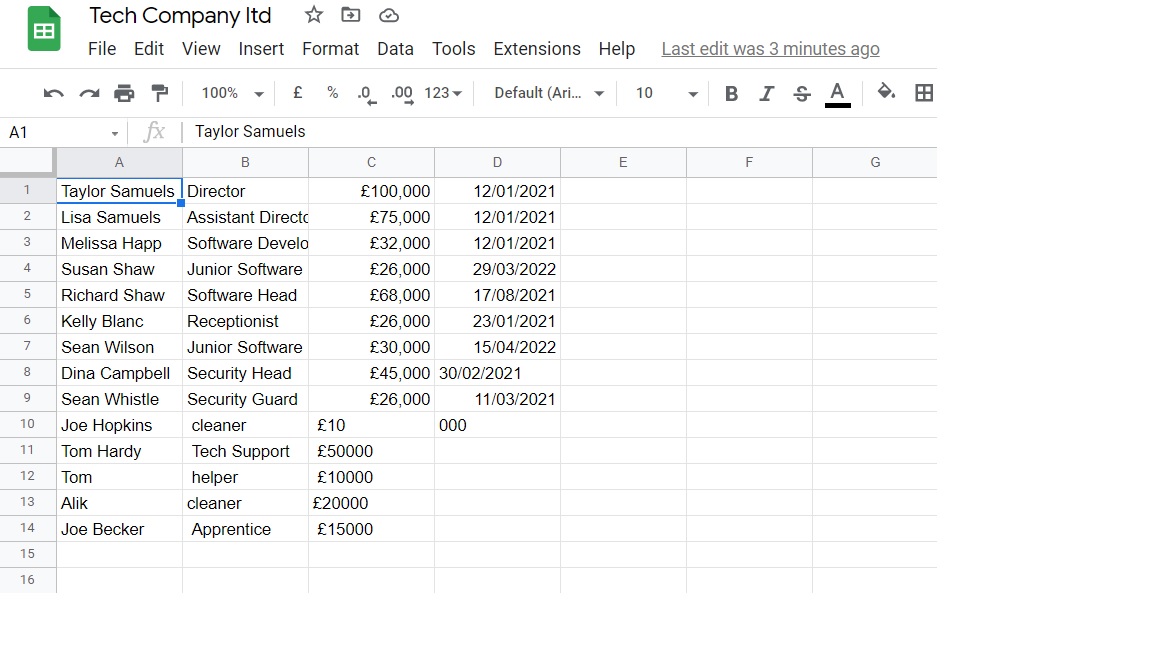 Tech Company ltd
File Edit View Insert Format Data Tools Extensions Help Last edit was 3 minutes ago
100% £ % .0 .00 123 Default (Ari... 10 B I S A
A1 fx Taylor Samuels
A B C D E F G
1 Taylor Samuels Director £100,000 12/01/2021
2 Lisa Samuels Assistant Directo £75,000 12/01/2021
3 Melissa Happ Software Develo £32,000 12/01/2021
4 Susan Shaw Junior Software £26,000 29/03/2022
5 Richard Shaw Software Head £68,000 17/08/2021
6 Kelly Blanc Receptionist £26,000 23/01/2021
7 Sean Wilson Junior Software £30,000 15/04/2022
8 Dina Campbell Security Head £45,000 30/02/2021
9 Sean Whistle Security Guard £26,000 11/03/2021
10 Joe Hopkins cleaner £10 000
11 Tom Hardy Tech Support £50000
12 Tom helper £10000
13 Alik cleaner £20000
14 Joe Becker Apprentice £15000
15
16